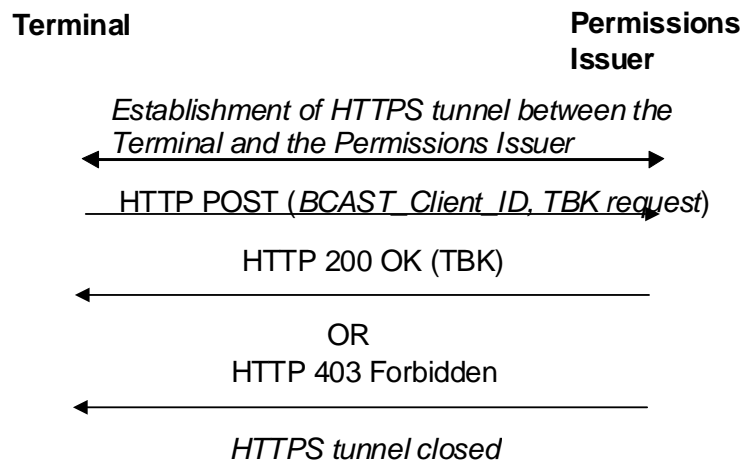 Terminal
Permissions
Issuer
Establishment of HTTPS tunnel between the
Terminal and the Permissions Issuer
HTTP POST (BCAST_Client_ID, TBK request)
HTTP 200 OK (TBK)
OR
HTTP 403 Forbidden
HTTPS tunnel closed